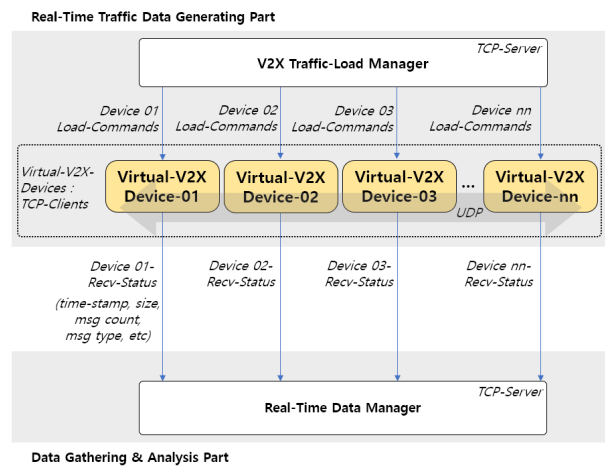 Real-Time Traffic Data Generating Part
TCP-Server
V2X Traffic-Load Manager
Device 01
Load-Commands
Device 02
Load-Commands
Device 03
Load-Commands
Device nn
Load-Commands
Virtual-V2X-
Devices :
TCP-Clients
Virtual-V2X
Device-01
Virtual-V2X
Device-02
Virtual-V2X
Device-03
...
Virtual-V2X
Device-nn
UDP
Device 01-
Recv-Status
(time-stamp, size,
msg count,
msg type, etc)
Device 02-
Recv-Status
Device 03-
Recv-Status
Device nn-
Recv-Status
TCP-Server
Real-Time Data Manager
Data Gathering & Analysis Part